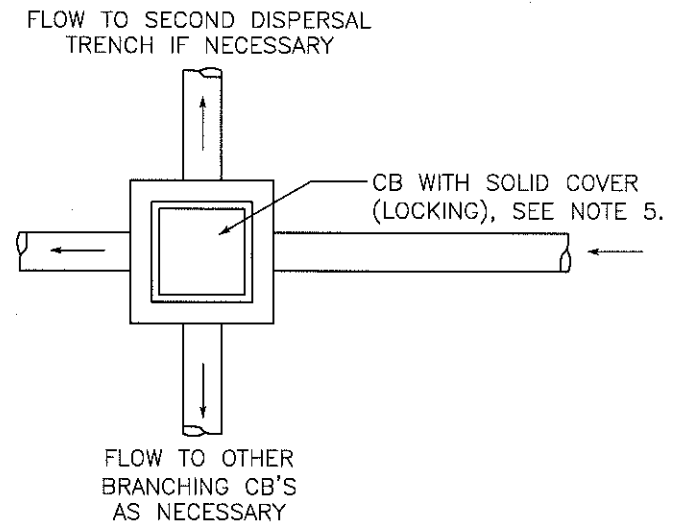 FLOW TO SECOND DISPERSAL
TRENCH IF NECESSARY
CB WITH SOLID COVER
(LOCKING), SEE NOTE 5.
FLOW TO OTHER
BRANCHING CB'S
AS NECESSARY